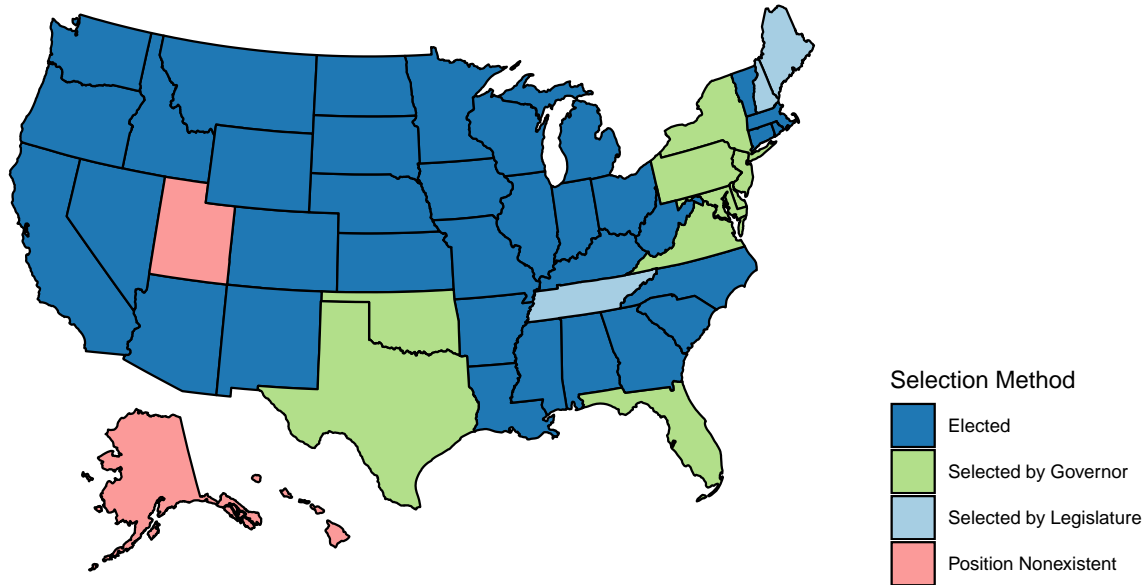 Selection Method
Elected
Selected by Governor
Selected by Legislature
Position Nonexistent